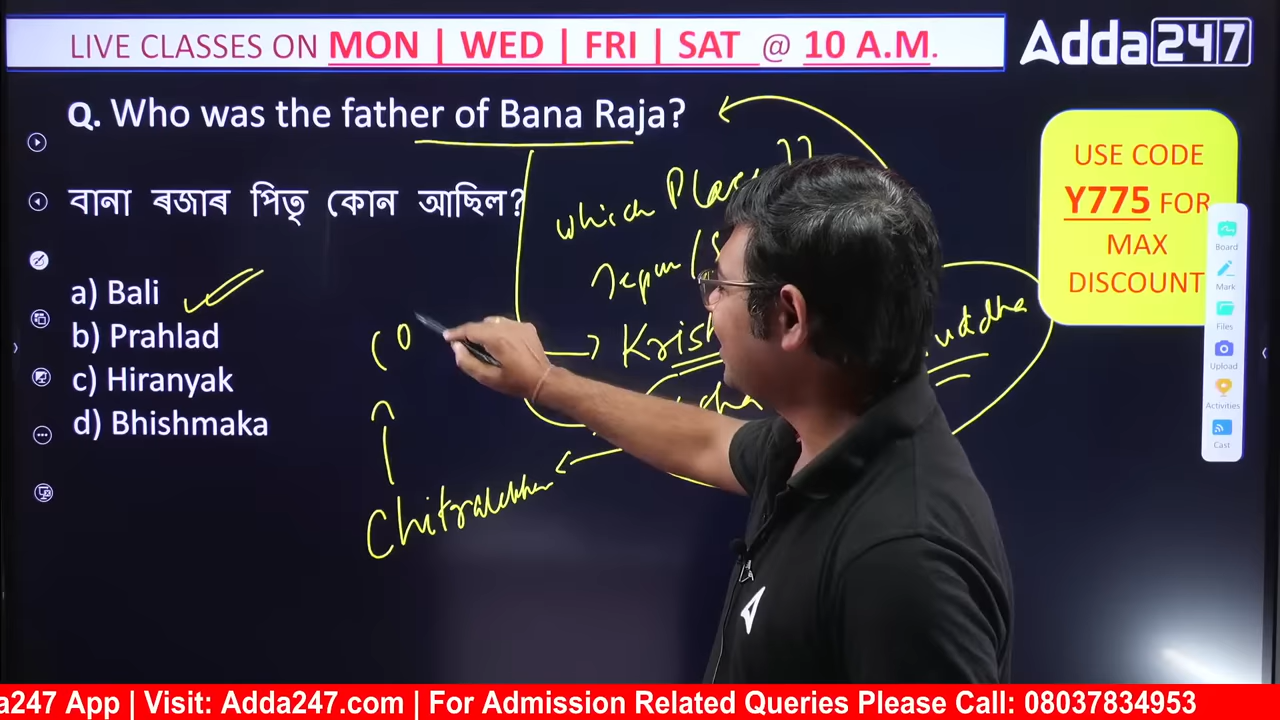 LIVE CLASSES ON MON | WED | FRI | SAT @ 10 A.M.
Adda247
Q. Who was the father of Bana Raja?
বানা ৰজাৰ পিতৃ কোন আছিল?
a) Bali
b) Prahlad
c) Hiranyak
d) Bhishmaka
which Place
Krish
uddha
Chitralekha
USE CODE
Y775 FOR
MAX
DISCOUNT
Board
Mark
Files
Upload
Activities
Cast
a247 App | Visit: Adda247.com | For Admission Related Queries Please Call: 08037834953